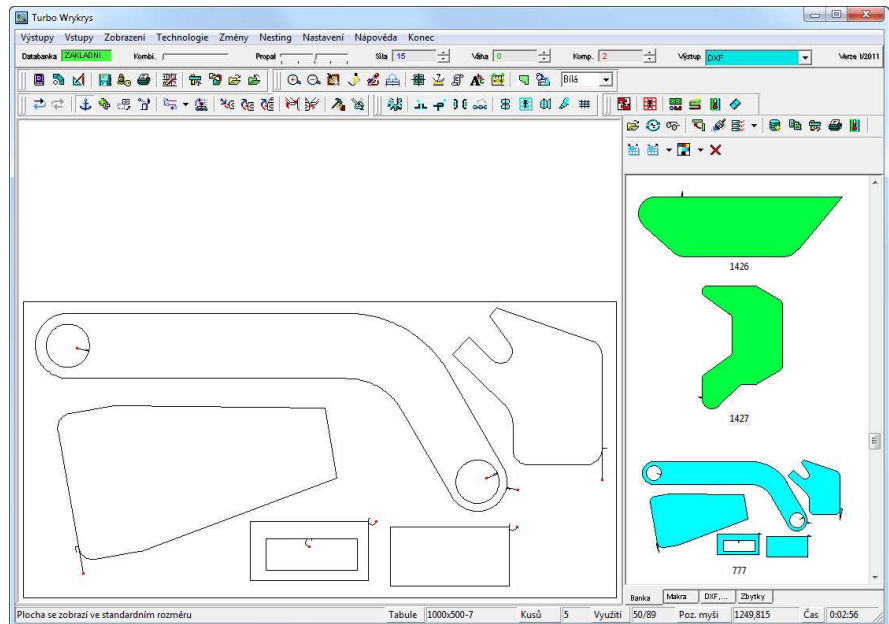 Turbo Wrykrys
Výstupy Vstupy Zobrazení Technologie Změny Nesting Nastavení Nápověda Konec
Databanka ZAKLADNI Kombi. Propal Síla 15 Váha 8 Komp. 2 Výstup DXF Verze I/2011
Bílá
1426
1427
777
Banka Makra DXF,... Zbytky
Plocha se zobrazí ve standardním rozměru Tabule 1000x500-7 Kusů 5 Využití 50/89 Poz. myši 1249,815 Čas 0:02:56